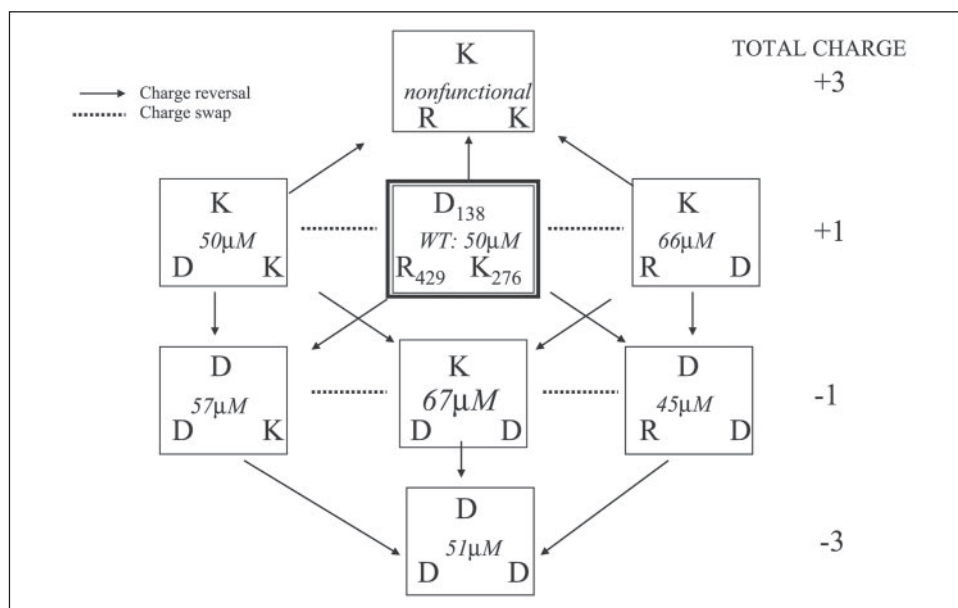 TOTAL CHARGE
Charge reversal
Charge swap
K
nonfunctional
R K
+3
K
50µM
D K
D138
WT: 50µM
R429 K276
K
66µM
R D
+1
D
57µM
D K
K
67µM
D D
D
45µM
R D
-1
D
51µM
D D
-3